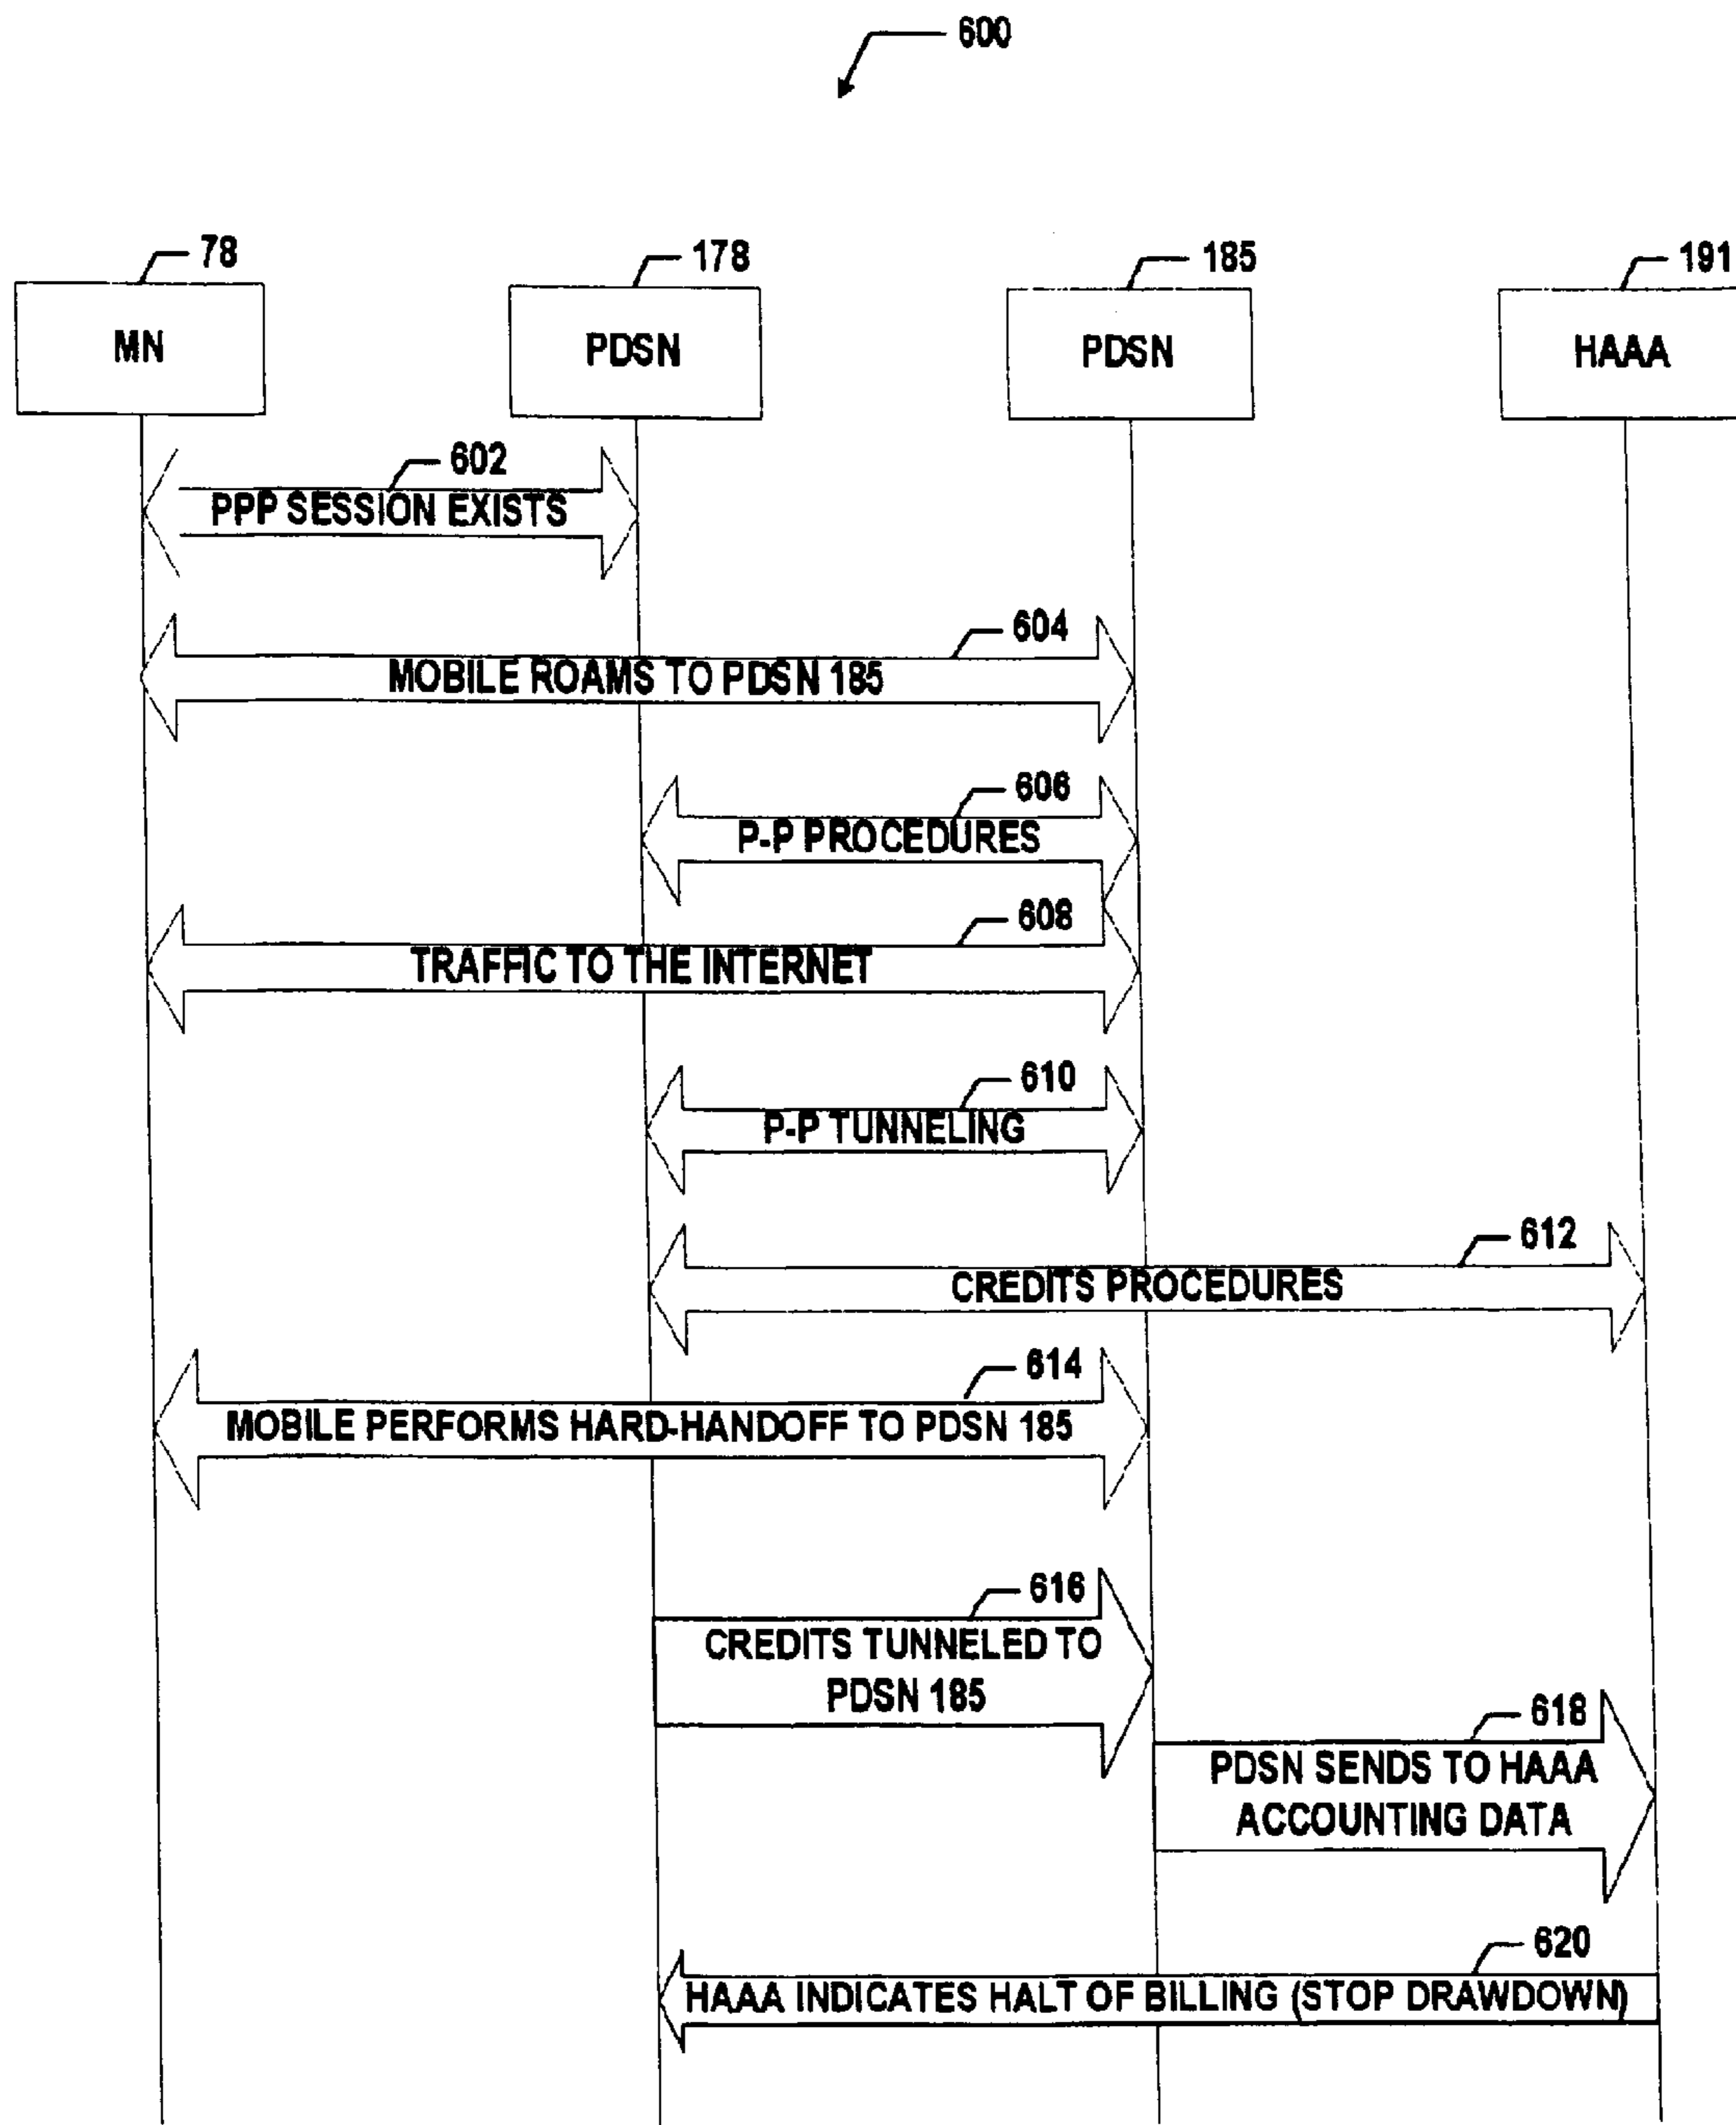 600
78
178
185
191
MN
PDSN
PDSN
HAAA
602
PPP SESSION EXISTS
604
MOBILE ROAMS TO PDSN 185
606
P-P PROCEDURES
608
TRAFFIC TO THE INTERNET
610
P-P TUNNELING
612
CREDITS PROCEDURES
614
MOBILE PERFORMS HARD-HANDOFF TO PDSN 185
616
CREDITS TUNNELED TO
PDSN 185
618
PDSN SENDS TO HAAA
ACCOUNTING DATA
620
HAAA INDICATES HALT OF BILLING (STOP DRAWDOWN)